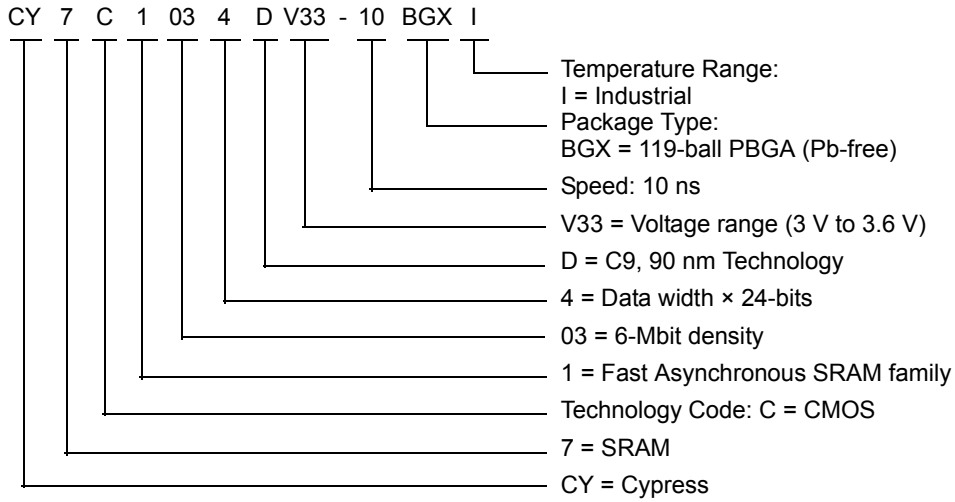 CY 7 C 1 03 4 D V33 - 10 BGX I
Temperature Range:
I = Industrial
Package Type:
BGX = 119-ball PBGA (Pb-free)
Speed: 10 ns
V33 = Voltage range (3 V to 3.6 V)
D = C9, 90 nm Technology
4 = Data width × 24-bits
03 = 6-Mbit density
1 = Fast Asynchronous SRAM family
Technology Code: C = CMOS
7 = SRAM
CY = Cypress